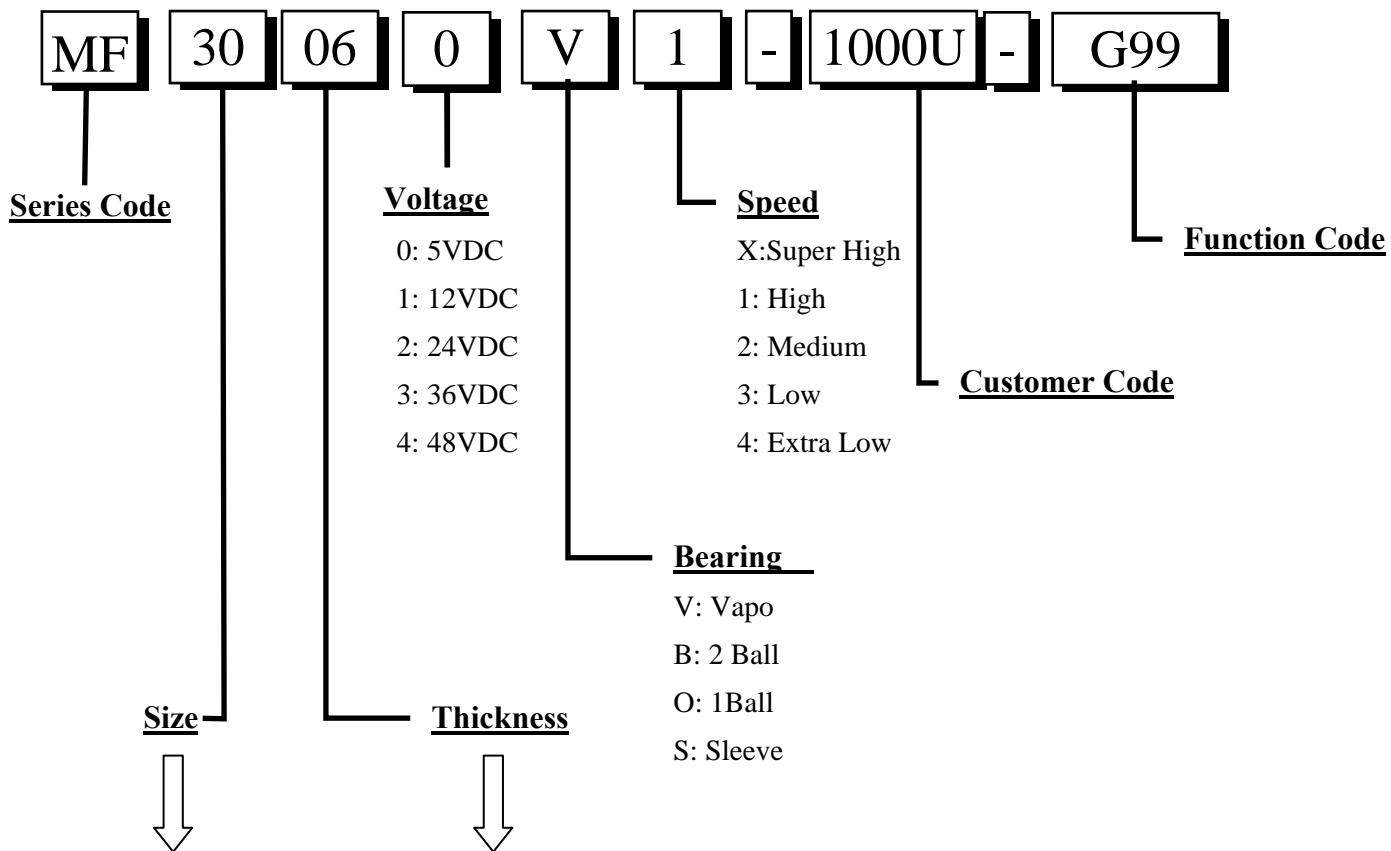 MF 30 06 0 V 1 - 1000U - G99
Series Code
Voltage
0: 5VDC
1: 12VDC
2: 24VDC
3: 36VDC
4: 48VDC
Speed
X:Super High
1: High
2: Medium
3: Low
4: Extra Low
Function Code
Customer Code
Bearing
V: Vapo
B: 2 Ball
O: 1Ball
S: Sleeve
Size
Thickness